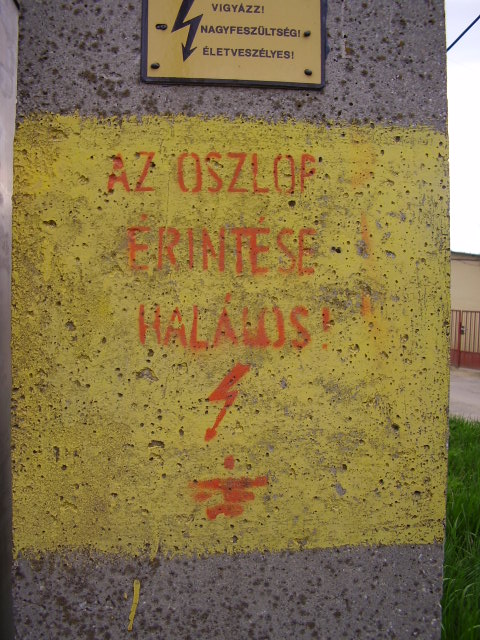 VIGYÁZZ!
NAGYFESZÜLTSÉG!
ÉLETVESZÉLYES!
AZ OSZLOP
ÉRINTÉSE
HALÁLOS!